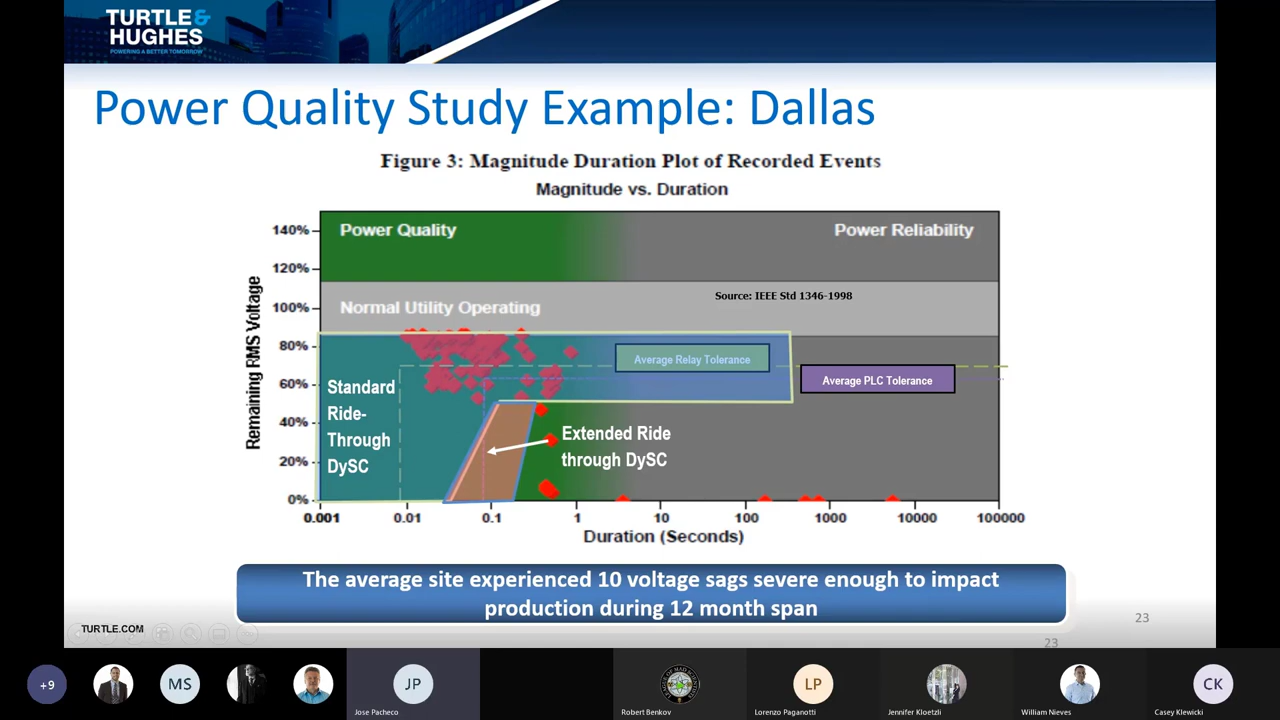 TURTLE&
HUGHES
POWERING A BETTER TOMORROW
Power Quality Study Example: Dallas
Figure 3: Magnitude Duration Plot of Recorded Events
Magnitude vs. Duration
Remaining RMS Voltage
140%
120%
100%
80%
60%
40%
20%
0%
Power Quality
Power Reliability
Source: IEEE Std 1346-1998
Normal Utility Operating
Average Relay Tolerance
Average PLC Tolerance
Standard
Ride-
Through
DySC
Extended Ride
through DySC
0.001 0.01 0.1 1 10 100 1000 10000 100000
Duration (Seconds)
The average site experienced 10 voltage sags severe enough to impact
production during 12 month span
TURTLE.COM
23
23
+9
MS
JP
LP
CK
Jose Pacheco
Robert Benkov
Lorenzo Paganotti
Jennifer Kloetzli
William Nieves
Casey Klewicki